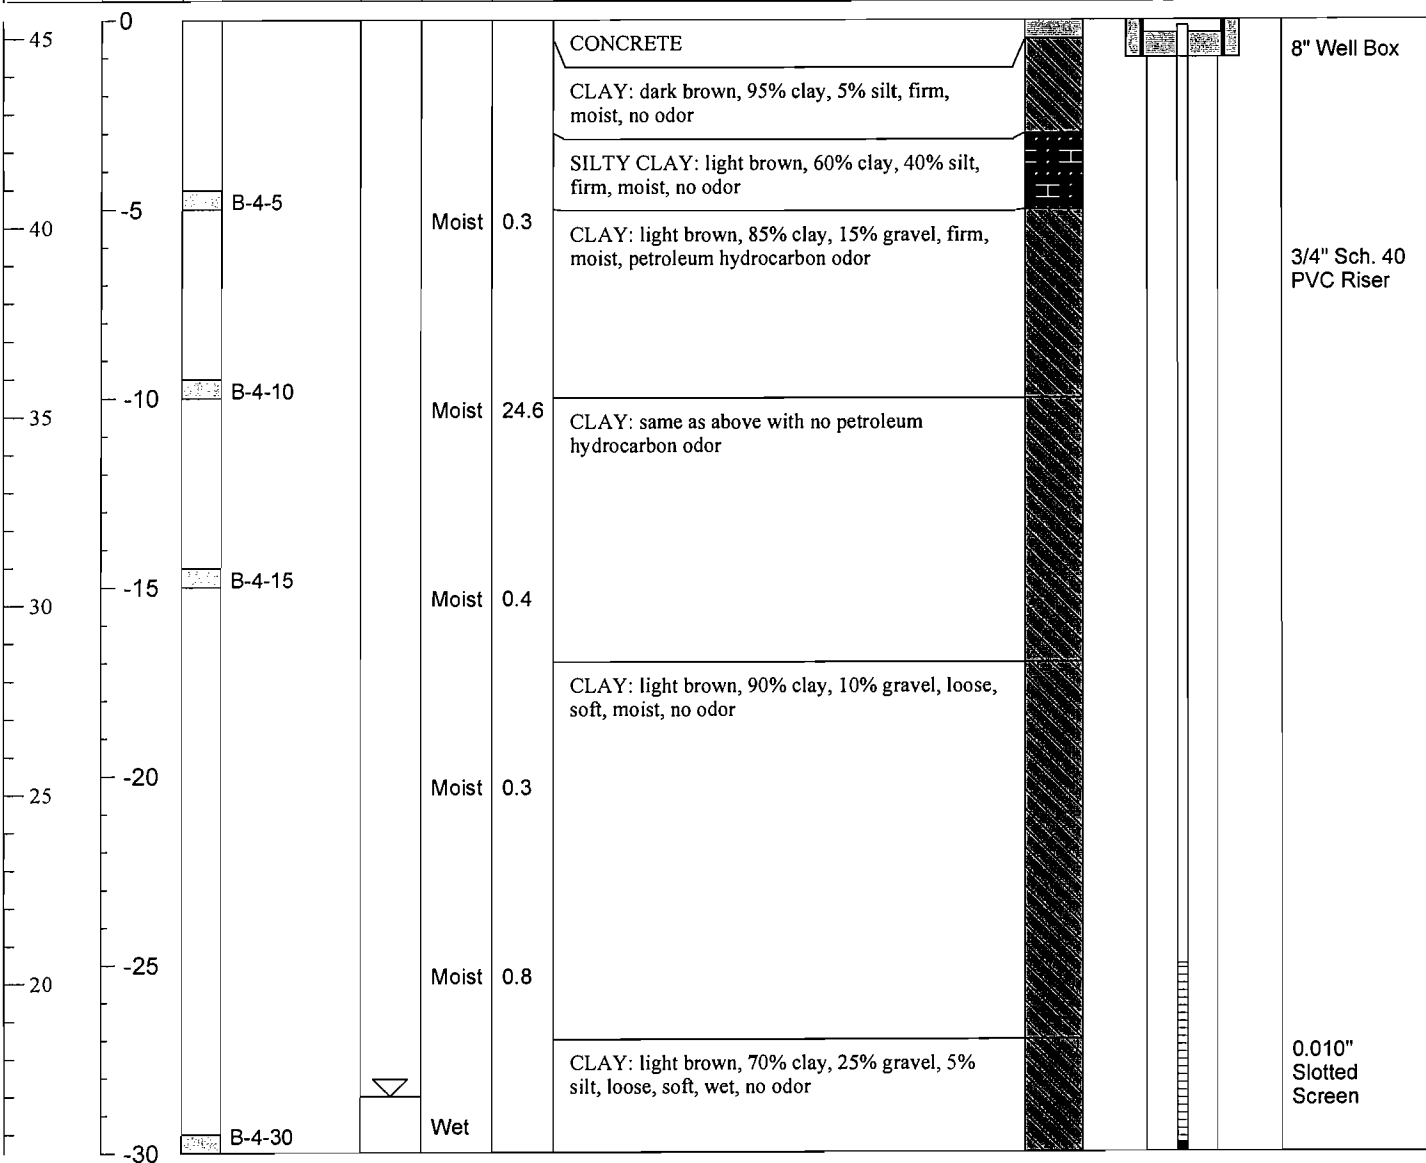 0
45
CONCRETE
8" Well Box
CLAY: dark brown, 95% clay, 5% silt, firm,
moist, no odor
SILTY CLAY: light brown, 60% clay, 40% silt,
firm, moist, no odor
B-4-5
-5
40
Moist 0.3
CLAY: light brown, 85% clay, 15% gravel, firm,
moist, petroleum hydrocarbon odor
3/4" Sch. 40
PVC Riser
B-4-10
-10
35
Moist 24.6
CLAY: same as above with no petroleum
hydrocarbon odor
B-4-15
-15
30
Moist 0.4
CLAY: light brown, 90% clay, 10% gravel, loose,
soft, moist, no odor
-20
25
Moist 0.3
-25
20
Moist 0.8
0.010"
Slotted
Screen
CLAY: light brown, 70% clay, 25% gravel, 5%
silt, loose, soft, wet, no odor
Wet
B-4-30
-30